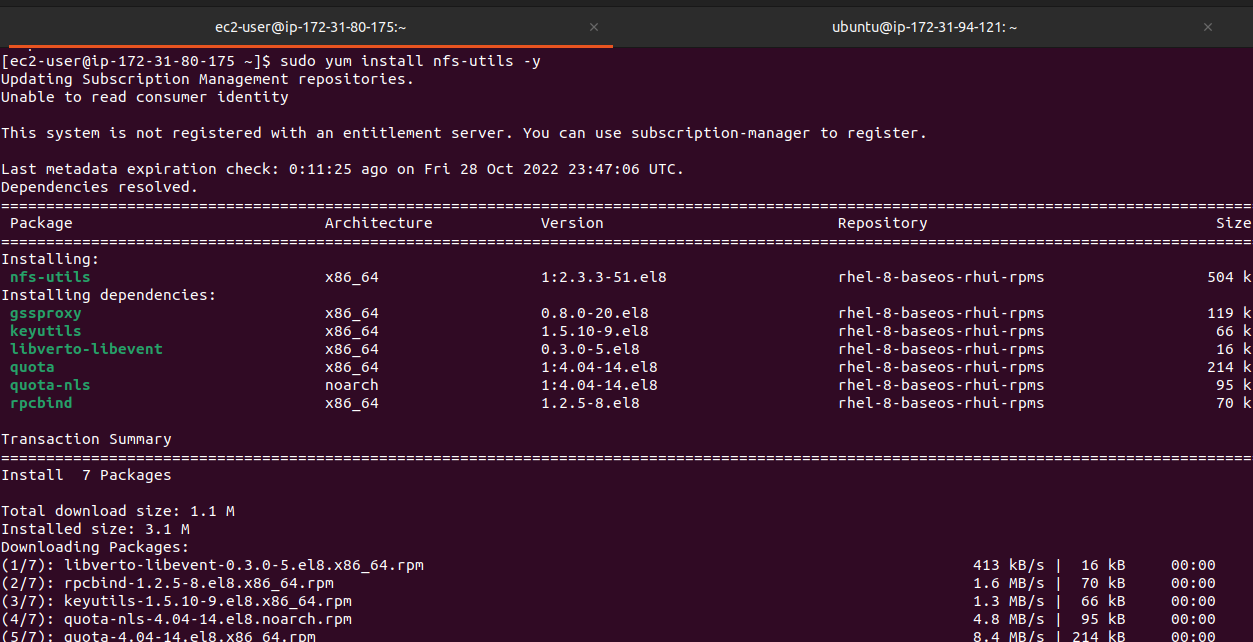 ec2-user@ip-172-31-80-175:~ × ubuntu@ip-172-31-94-121: ~ ×
[ec2-user@ip-172-31-80-175 ~]$ sudo yum install nfs-utils -y
Updating Subscription Management repositories.
Unable to read consumer identity
This system is not registered with an entitlement server. You can use subscription-manager to register.
Last metadata expiration check: 0:11:25 ago on Fri 28 Oct 2022 23:47:06 UTC.
Dependencies resolved.
================================================================================
Package Architecture Version Repository Size
================================================================================
Installing:
nfs-utils x86_64 1:2.3.3-51.el8 rhel-8-baseos-rhui-rpms 504 k
Installing dependencies:
gssproxy x86_64 0.8.0-20.el8 rhel-8-baseos-rhui-rpms 119 k
keyutils x86_64 1.5.10-9.el8 rhel-8-baseos-rhui-rpms 66 k
libverto-libevent x86_64 0.3.0-5.el8 rhel-8-baseos-rhui-rpms 16 k
quota x86_64 1:4.04-14.el8 rhel-8-baseos-rhui-rpms 214 k
quota-nls noarch 1:4.04-14.el8 rhel-8-baseos-rhui-rpms 95 k
rpcbind x86_64 1.2.5-8.el8 rhel-8-baseos-rhui-rpms 70 k
Transaction Summary
================================================================================
Install 7 Packages
Total download size: 1.1 M
Installed size: 3.1 M
Downloading Packages:
(1/7): libverto-libevent-0.3.0-5.el8.x86_64.rpm 413 kB/s | 16 kB 00:00
(2/7): rpcbind-1.2.5-8.el8.x86_64.rpm 1.6 MB/s | 70 kB 00:00
(3/7): keyutils-1.5.10-9.el8.x86_64.rpm 1.3 MB/s | 66 kB 00:00
(4/7): quota-nls-4.04-14.el8.noarch.rpm 4.8 MB/s | 95 kB 00:00
(5/7): quota-4.04-14.el8.x86_64.rpm 8.4 MB/s | 214 kB 00:00